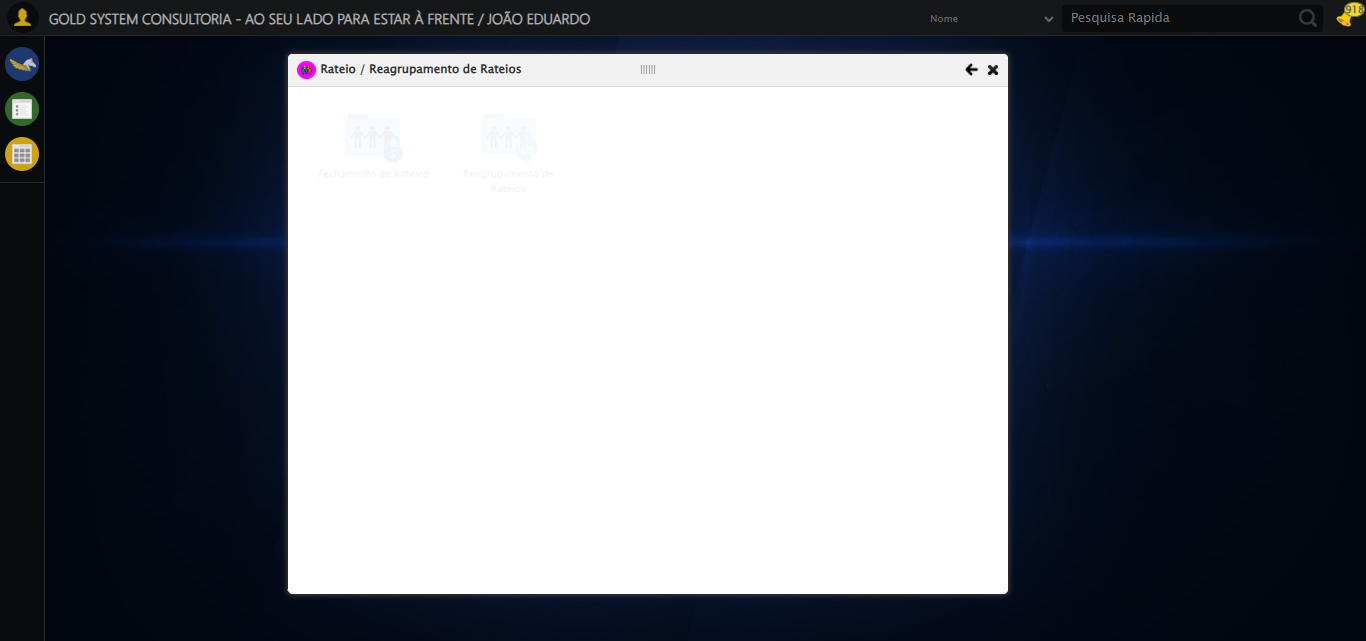 GOLD SYSTEM CONSULTORIA - AO SEU LADO PARA ESTAR À FRENTE / JOÃO EDUARDO
Nome
Pesquisa Rapida
918
Rateio / Reagrupamento de Rateios
Fechamento de Rateios
Reagrupamento de
Rateios